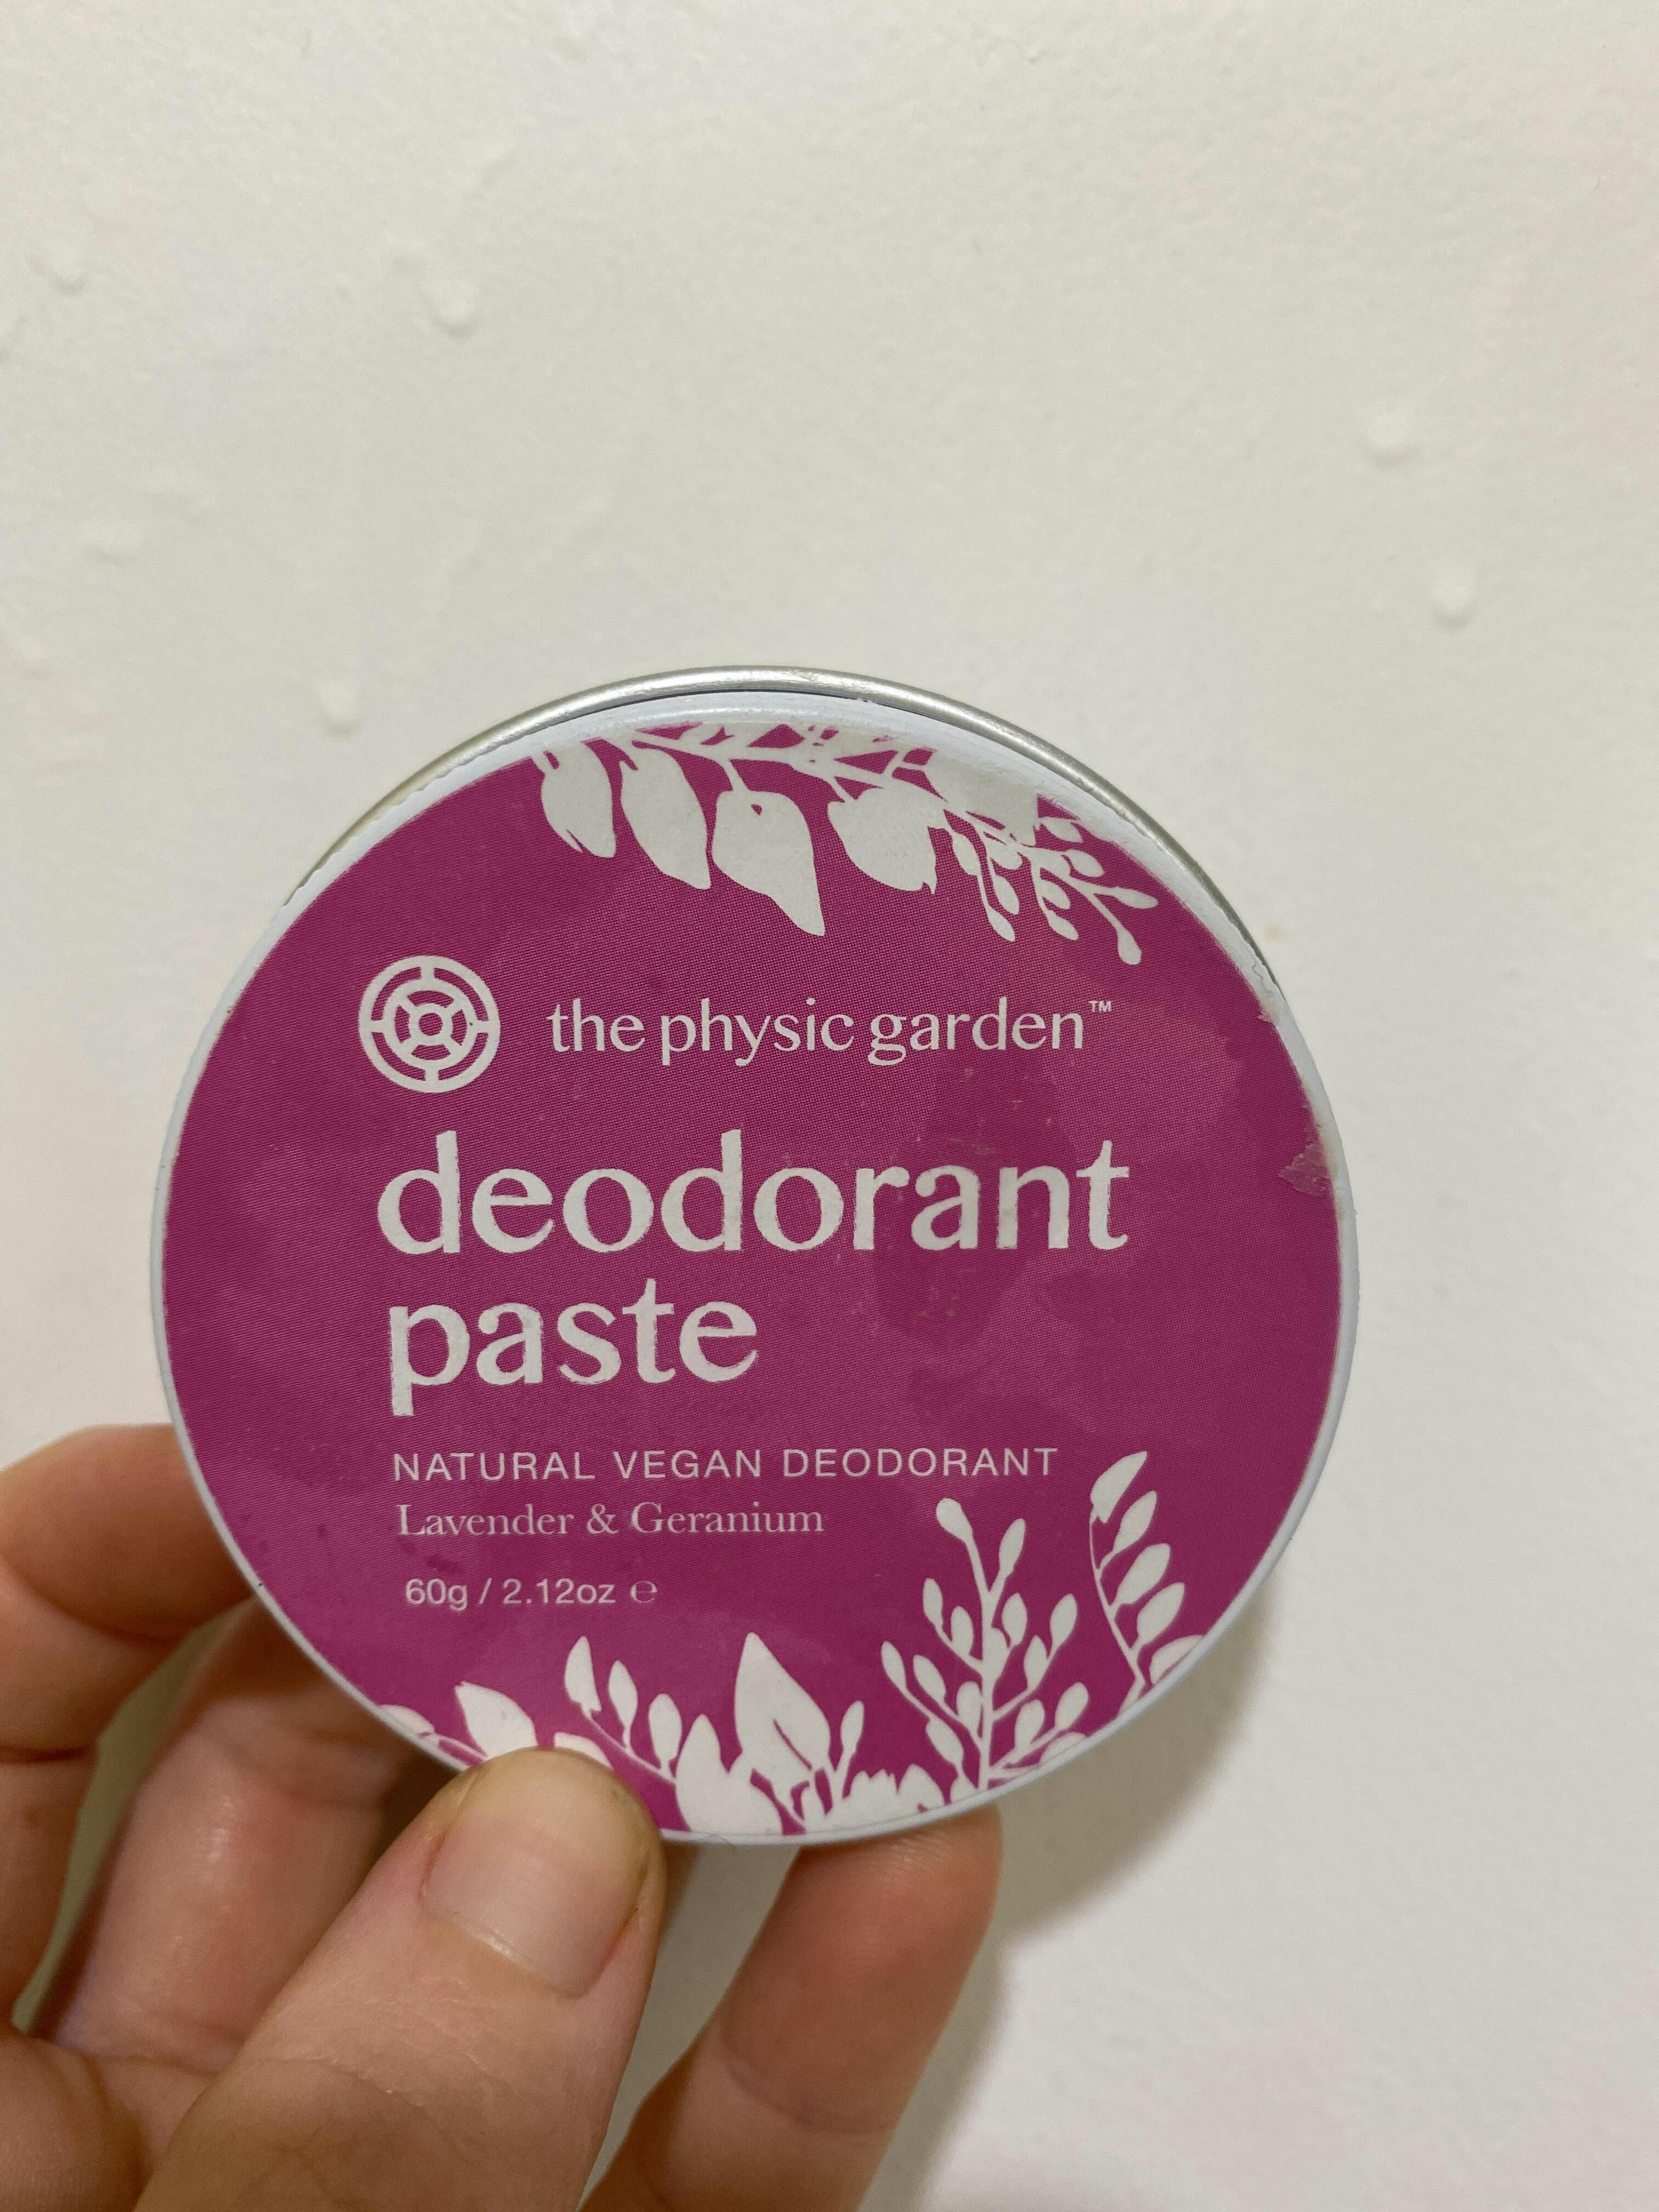 the physic garden™
deodorant
paste
NATURAL VEGAN DEODORANT
Lavender & Geranium
60g / 2.12oz ℮